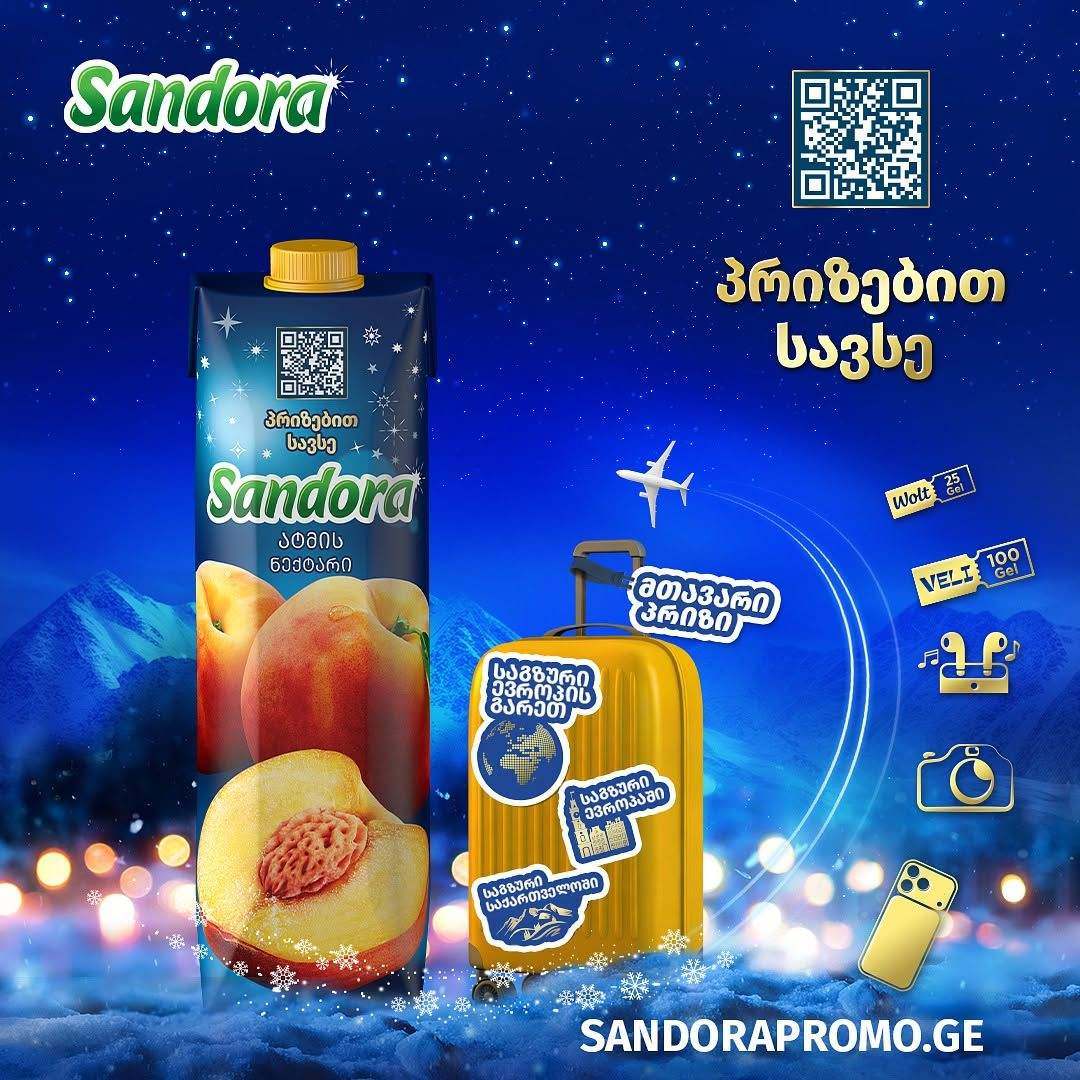 Sandora
პრიზებით
სავსე
პრიზებით
სავსე
Sandora
ატმის
ნექტარი
Wolt 25 Gel
VELI 100 Gel
მთავარი
პრიზი
საგზური
ევროპის
გარეთ
საგზური
ევროპაში
საგზური
საქართველოში
SANDORAPROMO.GE